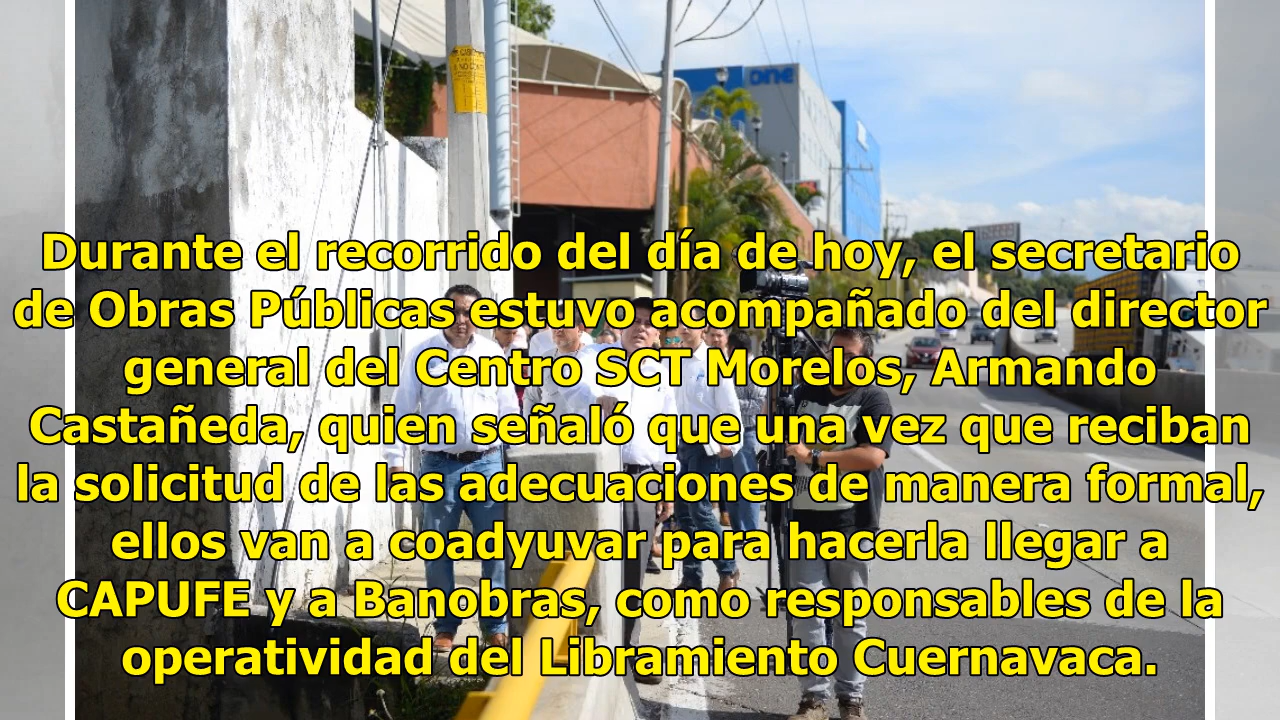 one
Durante el recorrido del día de hoy, el secretario
de Obras Públicas estuvo acompañado del director
general del Centro SCT Morelos, Armando
Castañeda, quien señaló que una vez que reciban
la solicitud de las adecuaciones de manera formal,
ellos van a coadyuvar para hacerla llegar a
CAPUFE y a Banobras, como responsables de la
operatividad del Libramiento Cuernavaca.